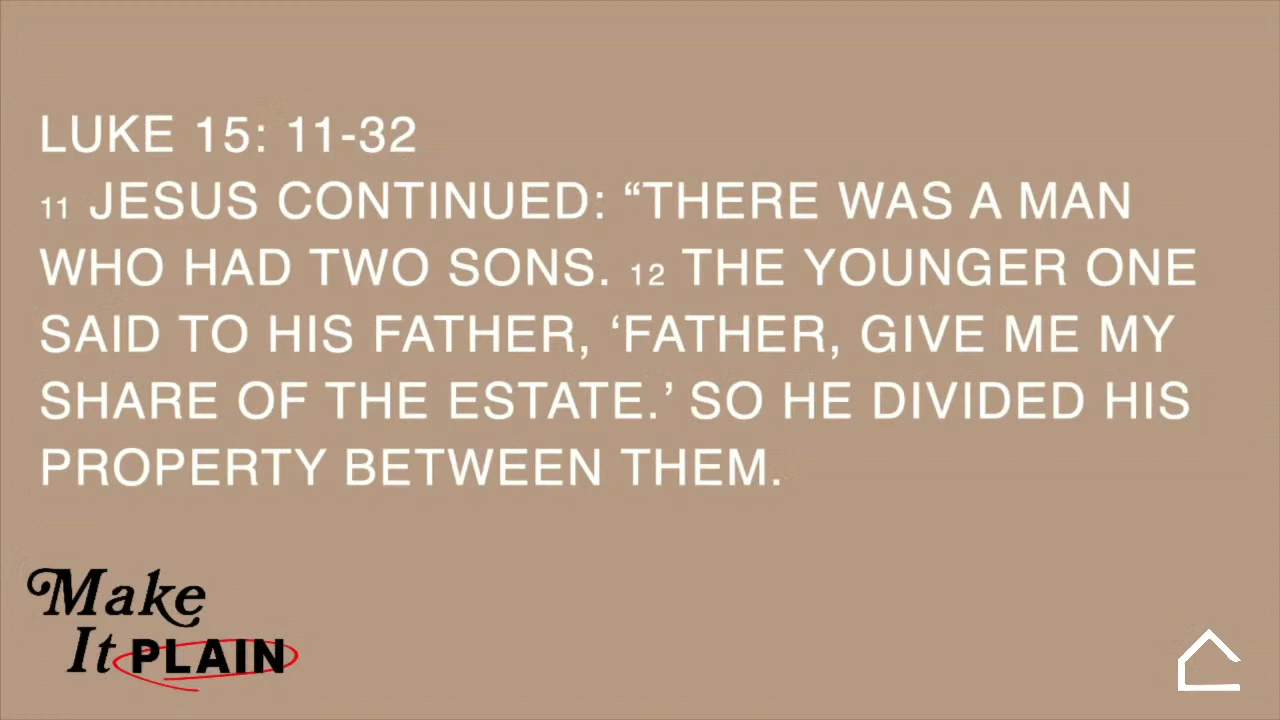 LUKE 15: 11-32
11 JESUS CONTINUED: “THERE WAS A MAN
WHO HAD TWO SONS. 12 THE YOUNGER ONE
SAID TO HIS FATHER, ‘FATHER, GIVE ME MY
SHARE OF THE ESTATE.’ SO HE DIVIDED HIS
PROPERTY BETWEEN THEM.
Make
It PLAIN